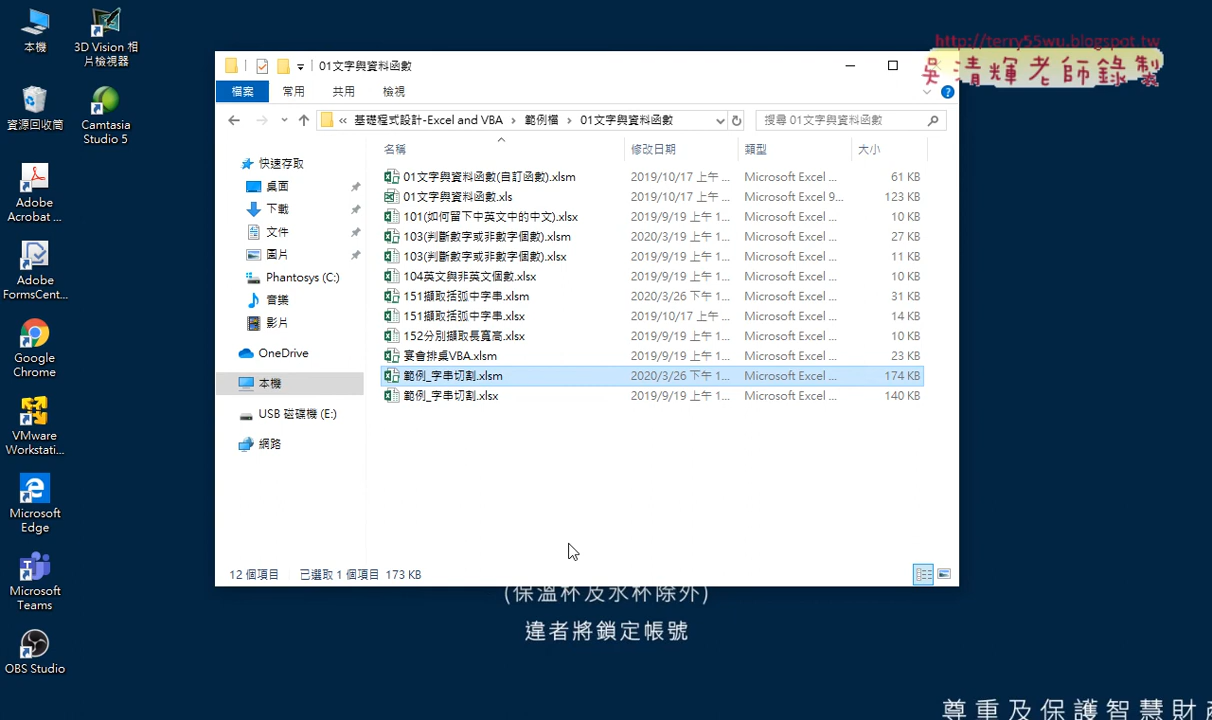 本機
3D Vision 相
片檢視器
資源回收筒
Camtasia
Studio 5
Adobe
Acrobat ...
Adobe
FormsCent...
Google
Chrome
VMware
Workstati...
Microsoft
Edge
Microsoft
Teams
OBS Studio
http://terry55wu.blogspot.tw
吳清輝老師錄製
01文字與資料函數
檔案 常用 共用 檢視
« 基礎程式設計-Excel and VBA › 範例檔 › 01文字與資料函數
搜尋 01文字與資料函數
名稱 修改日期 類型 大小
快速存取
桌面
下載
文件
圖片
Phantosys (C:)
音樂
影片
OneDrive
本機
USB 磁碟機 (E:)
網路
01文字與資料函數(自訂函數).xlsm 2019/10/17 上午 ... Microsoft Excel ... 61 KB
01文字與資料函數.xls 2019/10/17 上午 ... Microsoft Excel 9... 123 KB
101(如何留下中英文中的中文).xlsx 2019/9/19 上午 1... Microsoft Excel ... 10 KB
103(判斷數字或非數字個數).xlsm 2020/3/19 上午 ... Microsoft Excel ... 27 KB
103(判斷數字或非數字個數).xlsx 2019/9/19 上午 1... Microsoft Excel ... 11 KB
104英文與非英文個數.xlsx 2019/9/19 上午 1... Microsoft Excel ... 10 KB
151擷取括弧中字串.xlsm 2020/3/26 下午 1... Microsoft Excel ... 31 KB
151擷取括弧中字串.xlsx 2019/10/17 上午 ... Microsoft Excel ... 14 KB
152分別擷取長寬高.xlsx 2019/9/19 上午 1... Microsoft Excel ... 10 KB
宴會排桌VBA.xlsm 2019/9/19 上午 1... Microsoft Excel ... 23 KB
範例_字串切割.xlsm 2020/3/26 下午 1... Microsoft Excel ... 174 KB
範例_字串切割.xlsx 2019/9/19 上午 1... Microsoft Excel ... 140 KB
12 個項目 已選取 1 個項目 173 KB
(保溫杯及水杯除外)
違者將鎖定帳號
尊重及保護智慧財產